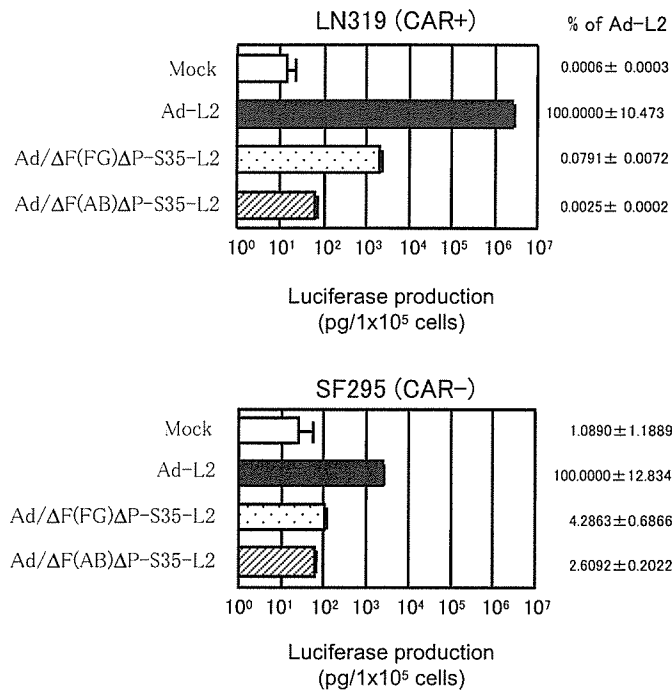 LN319 (CAR+) % of Ad-L2
Mock 0.0006± 0.0003
Ad-L2 100.0000±10.473
Ad/ΔF(FG)ΔP-S35-L2 0.0791±0.0072
Ad/ΔF(AB)ΔP-S35-L2 0.0025±0.0002
10⁰ 10¹ 10² 10³ 10⁴ 10⁵ 10⁶ 10⁷
Luciferase production
(pg/1x10⁵ cells)
SF295 (CAR−)
Mock 1.0890±1.1889
Ad-L2 100.0000±12.834
Ad/ΔF(FG)ΔP-S35-L2 4.2863±0.6866
Ad/ΔF(AB)ΔP-S35-L2 2.6092±0.2022
10⁰ 10¹ 10² 10³ 10⁴ 10⁵ 10⁶ 10⁷
Luciferase production
(pg/1x10⁵ cells)